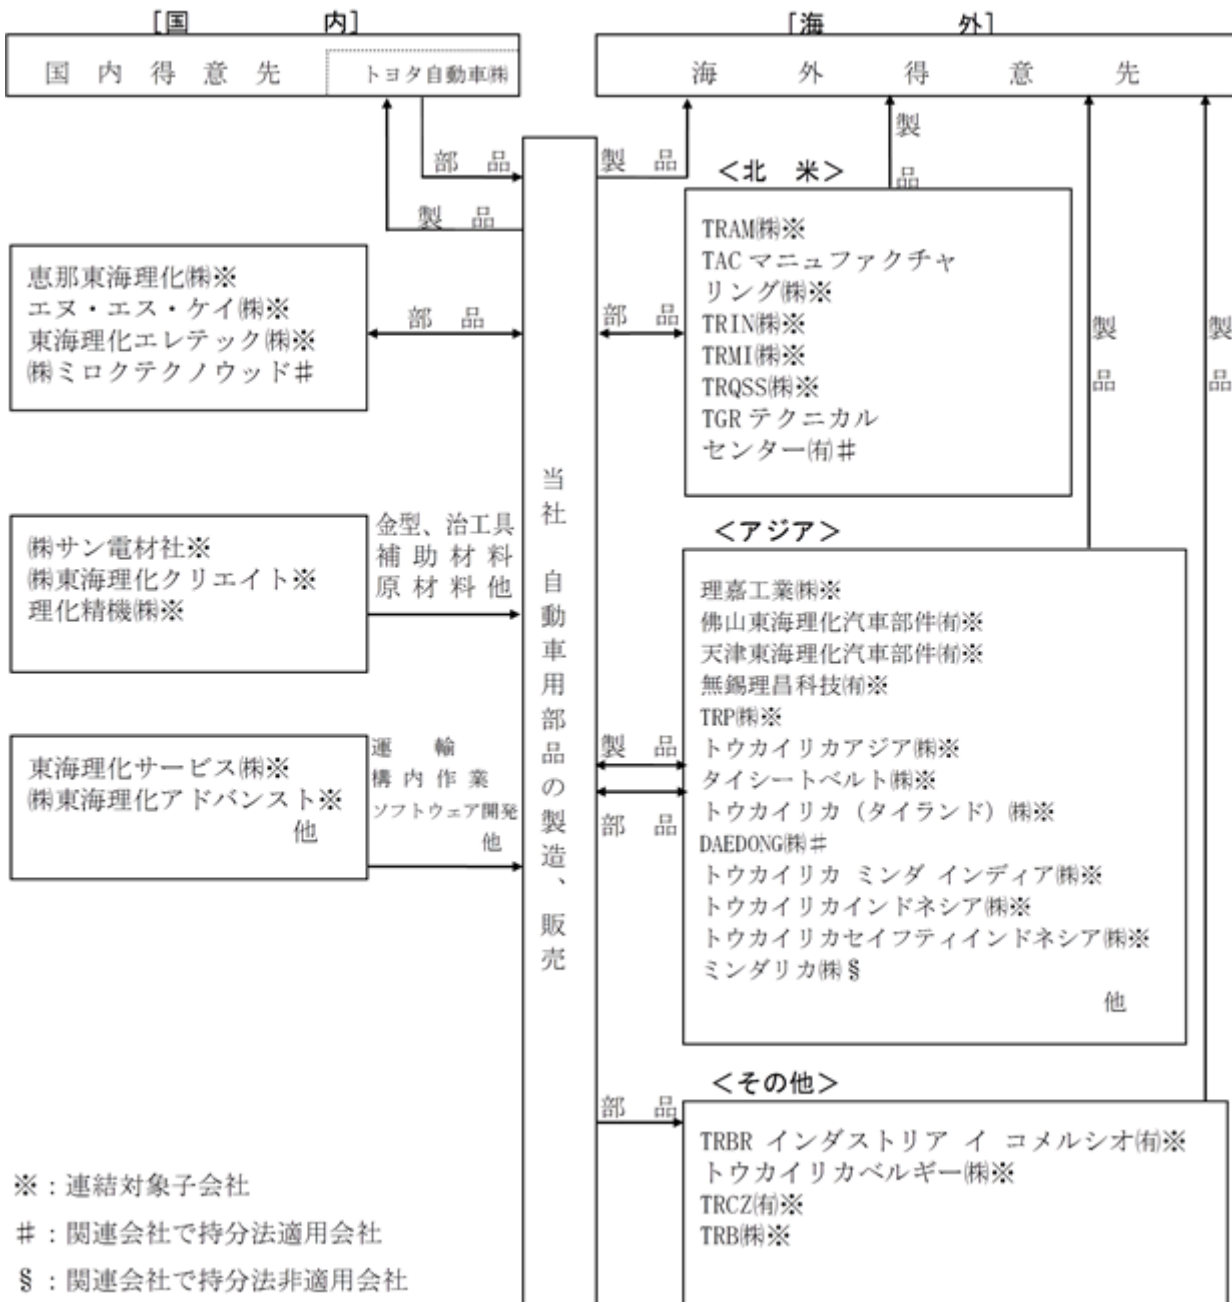 [国　　　内]
国内得意先
トヨタ自動車㈱
部品
製品
恵那東海理化㈱※
エヌ・エス・ケイ㈱※
東海理化エレテック㈱※
㈱ミロクテクノウッド＃
部品
㈱サン電材社※
㈱東海理化クリエイト※
理化精機㈱※
金型、治工具
補助材料
原材料他
東海理化サービス㈱※
㈱東海理化アドバンスト※
他
運輸
構内作業
ソフトウェア開発
他
当社　自動車用部品の製造、販売
[海　　　外]
海外得意先
製品
製品
＜北　米＞
TRAM㈱※
TACマニュファクチャ
リング㈱※
TRIN㈱※
TRMI㈱※
TRQSS㈱※
TGRテクニカル
センター㈲＃
部品
製品
製品
＜アジア＞
理嘉工業㈱※
佛山東海理化汽車部件㈲※
天津東海理化汽車部件㈲※
無錫理昌科技㈲※
TRP㈱※
トウカイリカアジア㈱※
タイシートベルト㈱※
トウカイリカ（タイランド）㈱※
DAEDONG㈱＃
トウカイリカ ミンダ インディア㈱※
トウカイリカインドネシア㈱※
トウカイリカセイフティインドネシア㈱※
ミンダリカ㈱§
他
製品
部品
＜その他＞
TRBR インダストリア イ コメルシオ㈲※
トウカイリカベルギー㈱※
TRCZ㈲※
TRB㈱※
部品
※：連結対象子会社
＃：関連会社で持分法適用会社
§：関連会社で持分法非適用会社